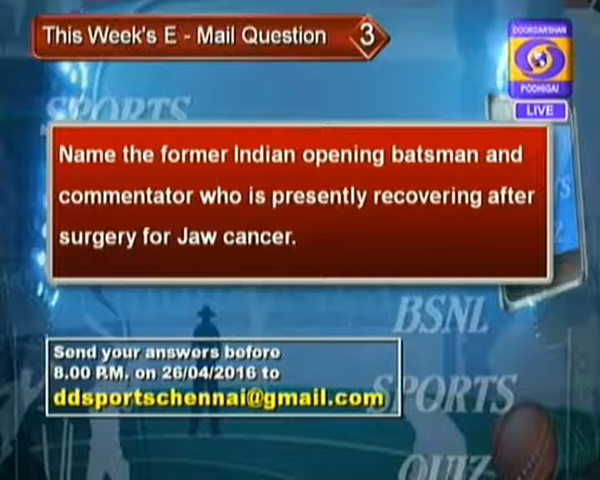 This Week's E - Mail Question 3
DOORDARSHAN
PODHIGAI
LIVE
SPORTS
Name the former Indian opening batsman and
commentator who is presently recovering after
surgery for Jaw cancer.
BSNL
Send your answers before
8.00 P.M. on 26/04/2016 to
ddsportschennai@gmail.com
SPORTS
QUIZ